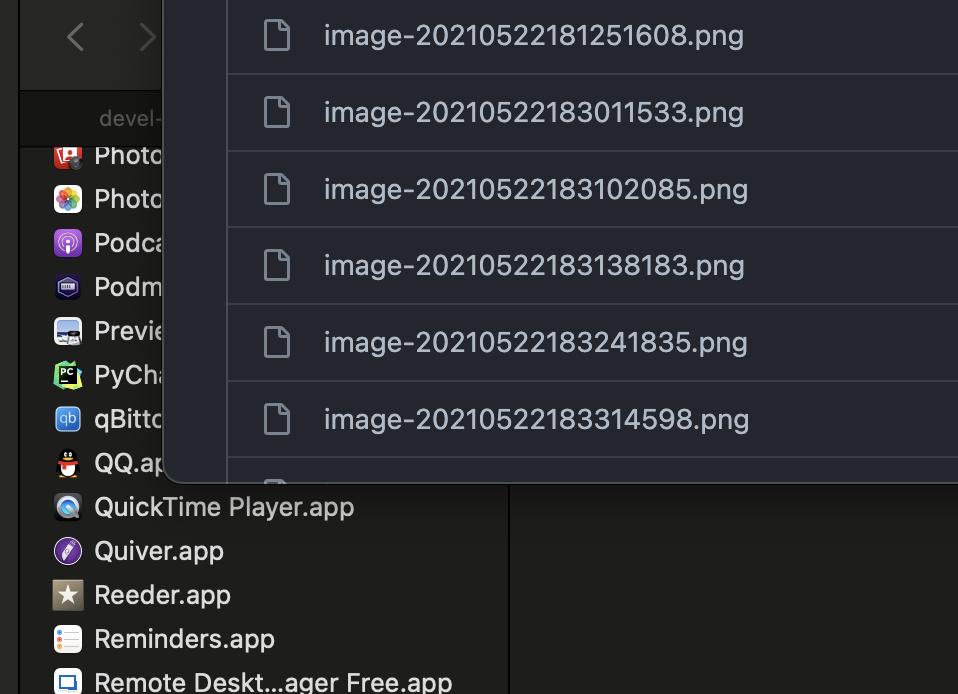 image-20210522181251608.png
image-20210522183011533.png
image-20210522183102085.png
image-20210522183138183.png
image-20210522183241835.png
image-20210522183314598.png
devel-
Photo
Photo
Podca
Podm
Previe
PC PyCha
qb qBitto
QQ.ap
QuickTime Player.app
Quiver.app
Reeder.app
Reminders.app
Remote Deskt...ager Free.app